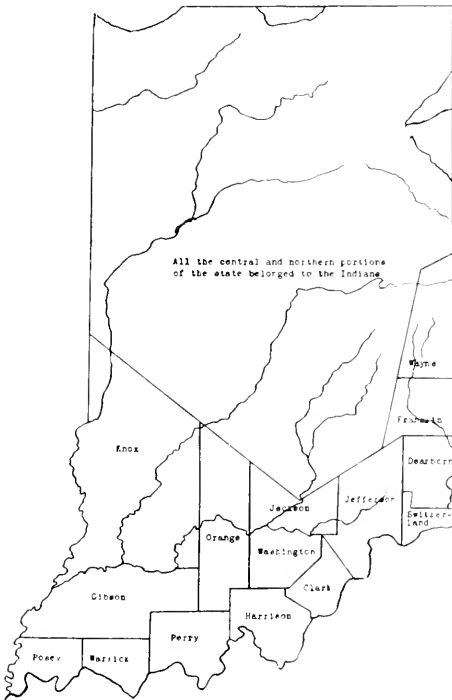 All the central and northern portions
of the state belonged to the Indians
Wayne
Franklin
Knox
Dearborn
Jackson
Jefferson
Switzer-
land
Orange
Washington
Clark
Gibson
Harrison
Perry
Posey
Warrick